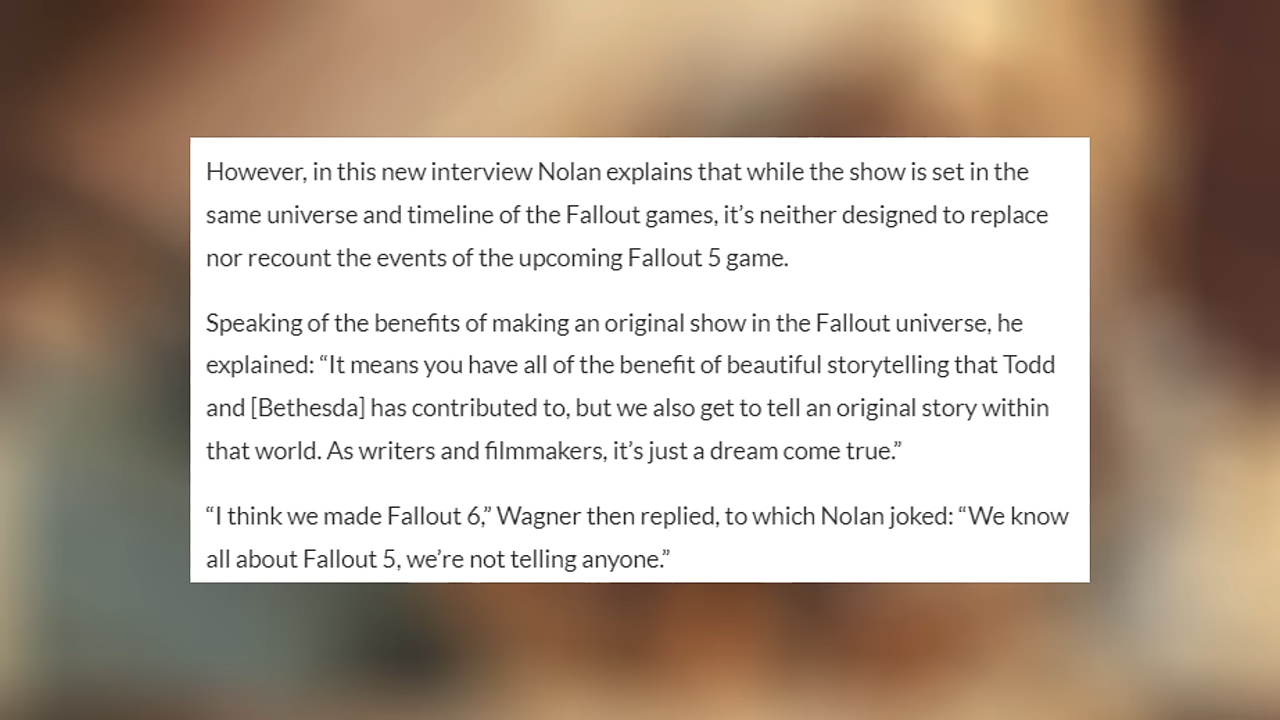 However, in this new interview Nolan explains that while the show is set in the
same universe and timeline of the Fallout games, it’s neither designed to replace
nor recount the events of the upcoming Fallout 5 game.
Speaking of the benefits of making an original show in the Fallout universe, he
explained: “It means you have all of the benefit of beautiful storytelling that Todd
and [Bethesda] has contributed to, but we also get to tell an original story within
that world. As writers and filmmakers, it’s just a dream come true.”
“I think we made Fallout 6,” Wagner then replied, to which Nolan joked: “We know
all about Fallout 5, we’re not telling anyone.”